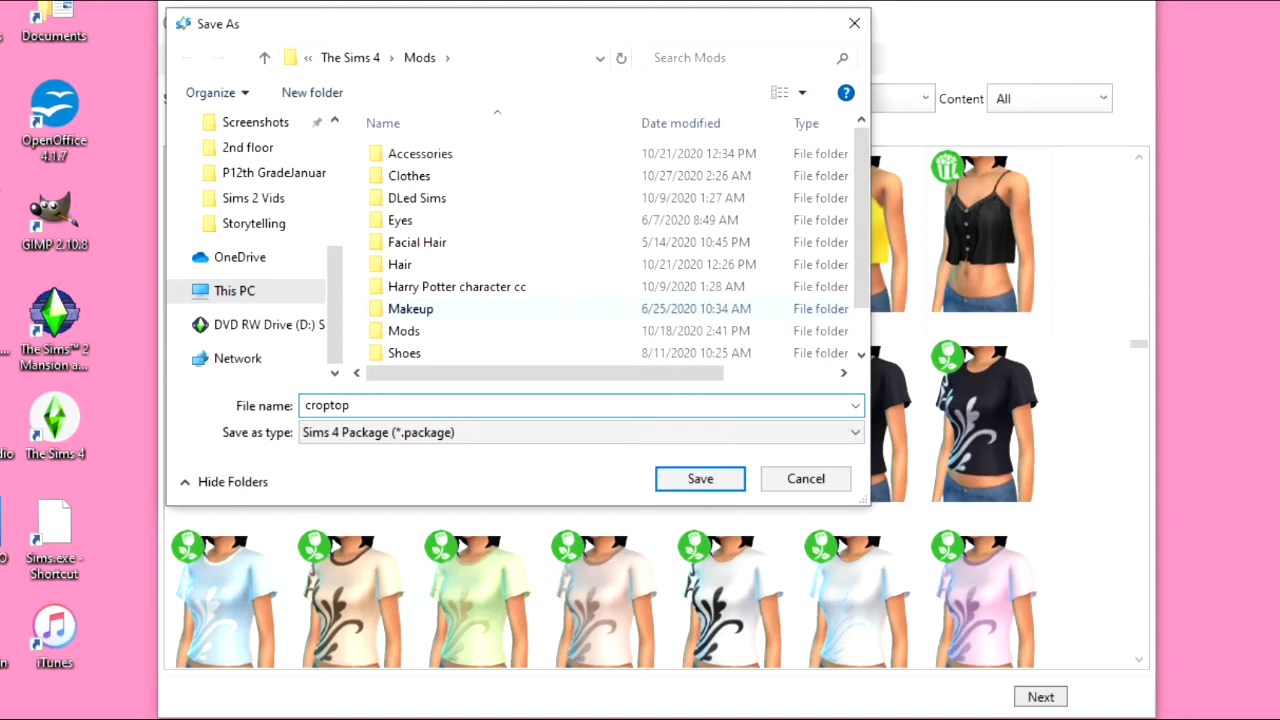 Documents
OpenOffice
4.1.7
GIMP 2.10.8
The Sims™ 2
Mansion a...
The Sims 4
Sims.exe -
Shortcut
iTunes
Save As
« The Sims 4 › Mods ›
Search Mods
Organize
New folder
Screenshots
2nd floor
P12th GradeJanuar
Sims 2 Vids
Storytelling
OneDrive
This PC
DVD RW Drive (D:) S
Network
Name Date modified Type
Accessories 10/21/2020 12:34 PM File folder
Clothes 10/27/2020 2:26 AM File folder
DLed Sims 10/9/2020 1:27 AM File folder
Eyes 6/7/2020 8:49 AM File folder
Facial Hair 5/14/2020 10:45 PM File folder
Hair 10/21/2020 12:26 PM File folder
Harry Potter character cc 10/9/2020 1:28 AM File folder
Makeup 6/25/2020 10:34 AM File folder
Mods 10/18/2020 2:41 PM File folder
Shoes 8/11/2020 10:25 AM File folder
File name: croptop
Save as type: Sims 4 Package (*.package)
Hide Folders
Save
Cancel
Content All
Next